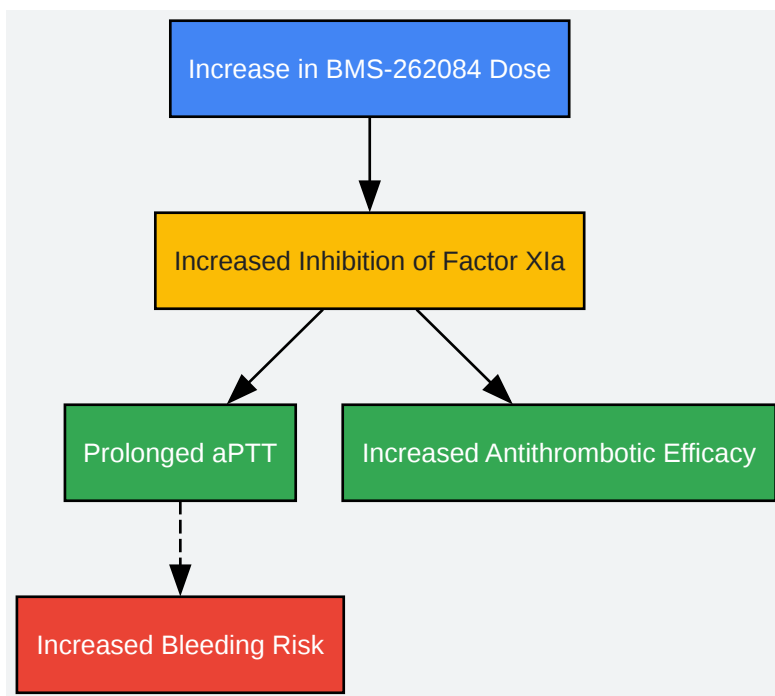 Increase in BMS-262084 Dose
Increased Inhibition of Factor XIa
Prolonged aPTT
Increased Antithrombotic Efficacy
Increased Bleeding Risk